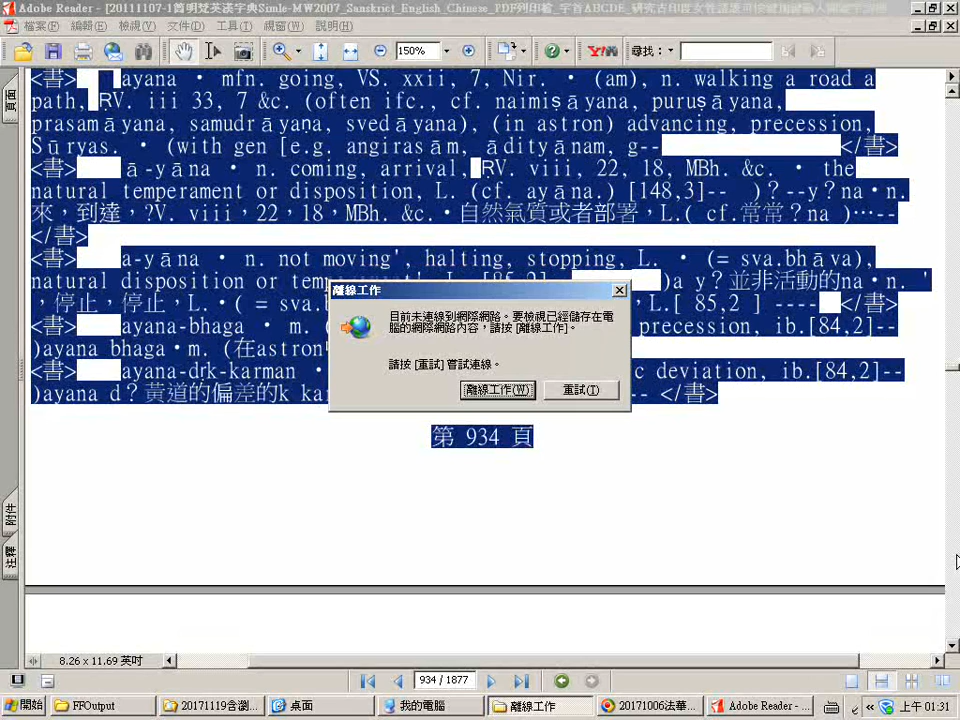 Adobe Reader - [20111107-1簡明梵英漢字典Simle-MW2007_Sanskrict_English_Chinese_PDF列印檔_字首ABCDE_研究古印度女性
檔案(F) 編輯(E) 檢視(V) 文件(D) 工具(T) 視窗(W) 說明(H)
150% 尋找：
頁面
<書> ayana · mfn. going, VS. xxii, 7, Nir. · (am), n. walking a road a
path, RV. iii 33, 7 &c. (often ifc., cf. naimiṣāyana, puruṣāyana,
prasamāyana, samudrāyaṇa, svedāyana), (in astron) advancing, precession,
Sūryas. · (with gen [e.g. angirasām, ādityānam, g-- </書>
<書> ā-yāna · n. coming, arrival, RV. viii, 22, 18, MBh. &c. · the
natural temperament or disposition, L. (cf. ayāna.) [148,3]-- )?--y?na·n.
來，到達，?V. viii，22，18，MBh. &c.·自然氣質或者部署，L.( cf.常常？na )…--
</書>
<書> a-yāna · n. not moving', halting, stopping, L. · (= sva.bhāva),
natural disposition or temperament', L. [85,2] )a y？並非活動的na·n. '
，停止，停止，L.·( = sva. L.[ 85,2 ] ---- </書>
<書> ayana-bhaga · m. ( precession, ib.[84,2]--
)ayana bhaga·m. (在astron </書>
<書> ayana-dṛk-karman · c deviation, ib.[84,2]--
)ayana d？黃道的偏差的k kar -- </書>
第 934 頁
離線工作
目前未連線到網際網路。要檢視已經儲存在電
腦的網際網路內容，請按 [離線工作]。
請按 [重試] 嘗試連線。
離線工作(W) 重試(T)
附件
注釋
8.26 x 11.69 英吋
934 / 1877
開始 FFOutput 20171119含瀏... 桌面 我的電腦 離線工作 20171006法華... Adobe Reader - ... 上午 01:31